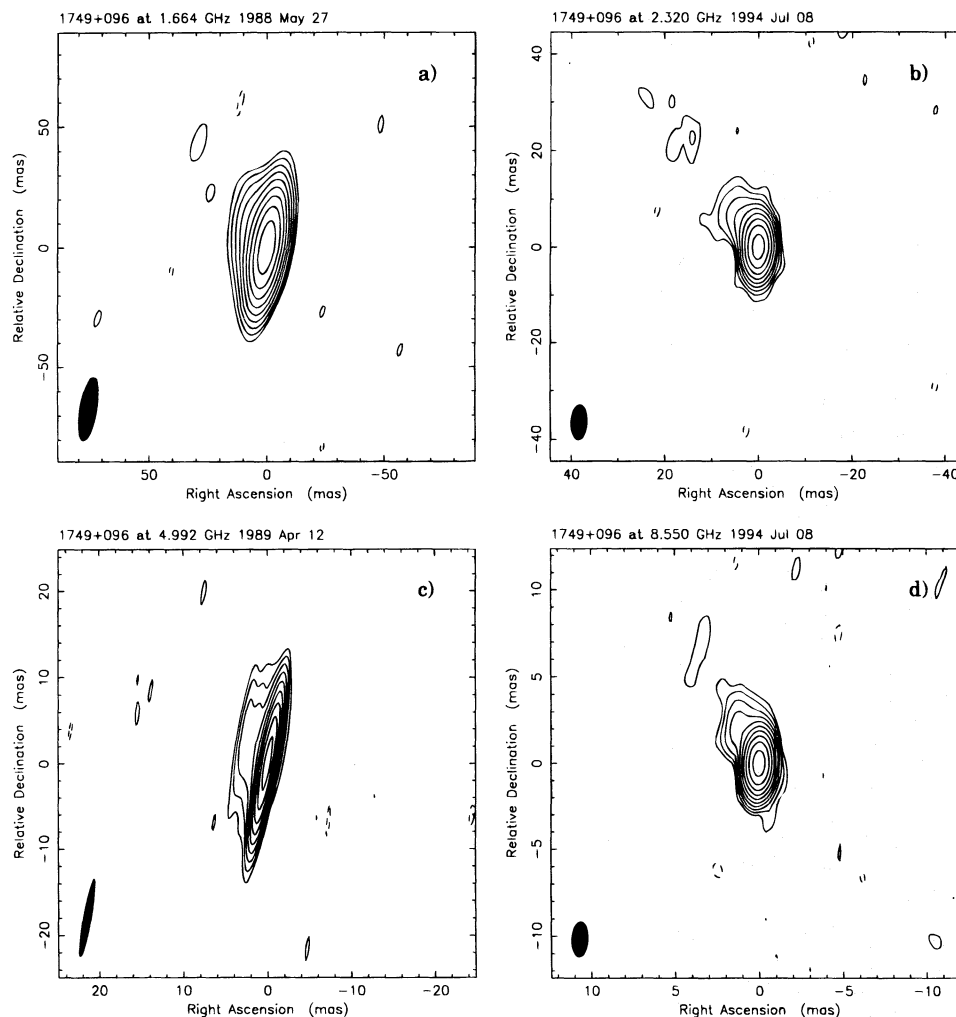 1749+096 at 1.664 GHz 1988 May 27
a)
50
0
−50
Relative Declination (mas)
50
0
−50
Right Ascension (mas)
1749+096 at 2.320 GHz 1994 Jul 08
b)
40
20
0
−20
−40
Relative Declination (mas)
40
20
0
−20
−40
Right Ascension (mas)
1749+096 at 4.992 GHz 1989 Apr 12
c)
20
10
0
−10
−20
Relative Declination (mas)
20
10
0
−10
−20
Right Ascension (mas)
1749+096 at 8.550 GHz 1994 Jul 08
d)
10
5
0
−5
−10
Relative Declination (mas)
10
5
0
−5
−10
Right Ascension (mas)